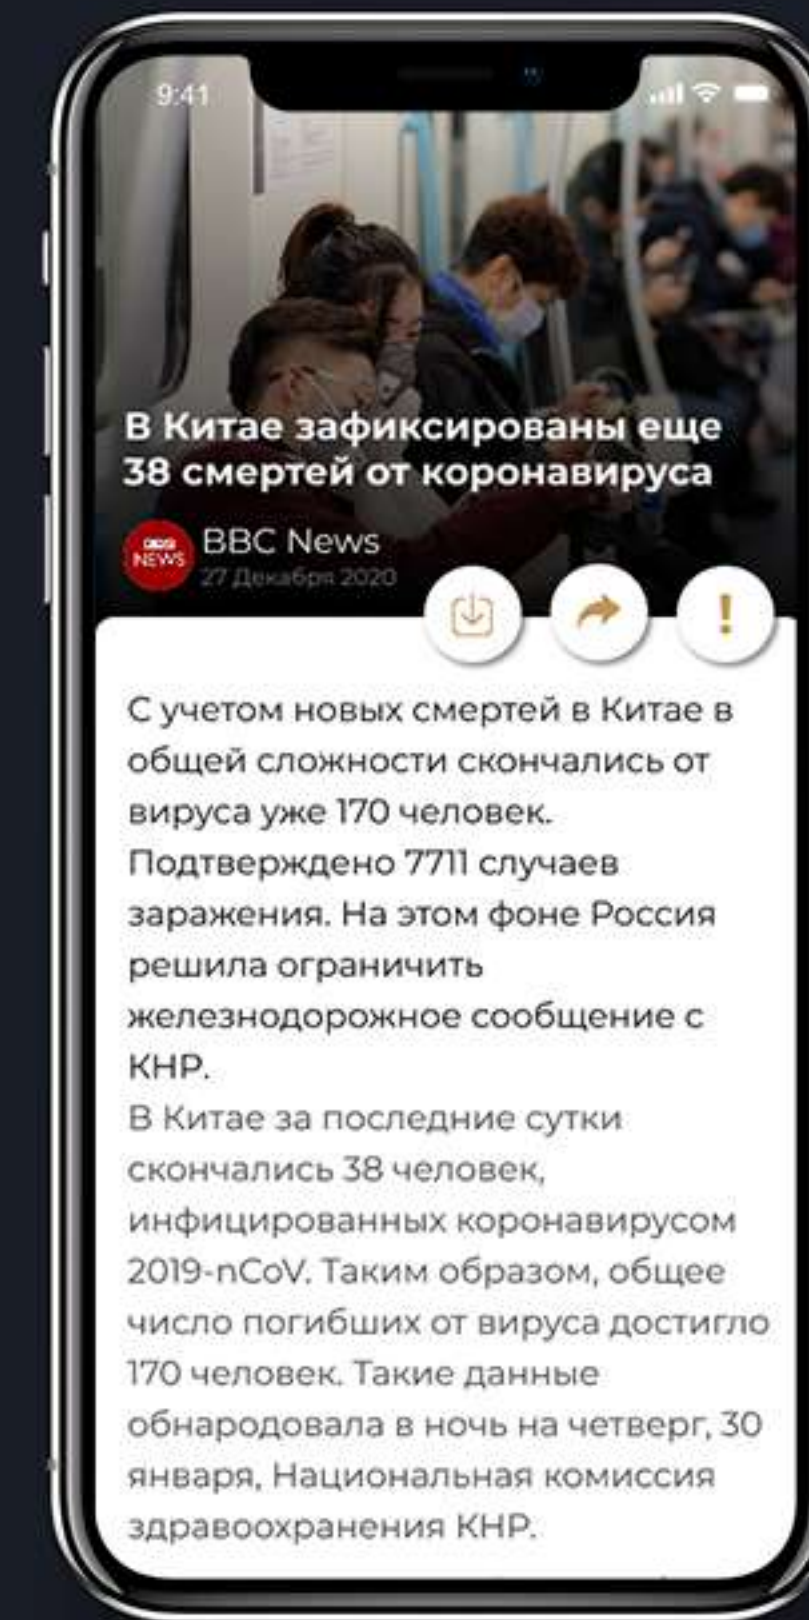 9:41
В Китае зафиксированы еще
38 смертей от коронавируса
BBC
NEWS
BBC News
27 Декабря 2020
!
С учетом новых смертей в Китае в
общей сложности скончались от
вируса уже 170 человек.
Подтверждено 7711 случаев
заражения. На этом фоне Россия
решила ограничить
железнодорожное сообщение с
КНР.
В Китае за последние сутки
скончались 38 человек,
инфицированных коронавирусом
2019-nCoV. Таким образом, общее
число погибших от вируса достигло
170 человек. Такие данные
обнародовала в ночь на четверг, 30
января, Национальная комиссия
здравоохранения КНР.